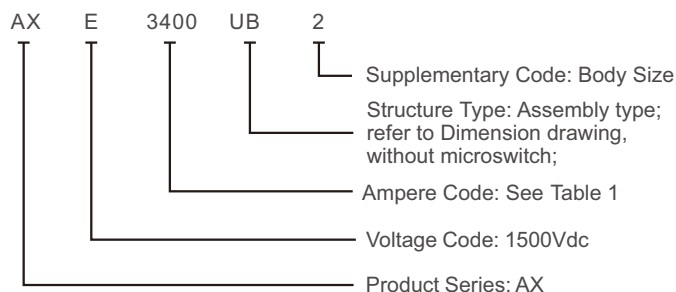 AX E 3400 UB 2
Supplementary Code: Body Size
Structure Type: Assembly type;
refer to Dimension drawing,
without microswitch;
Ampere Code: See Table 1
Voltage Code: 1500Vdc
Product Series: AX